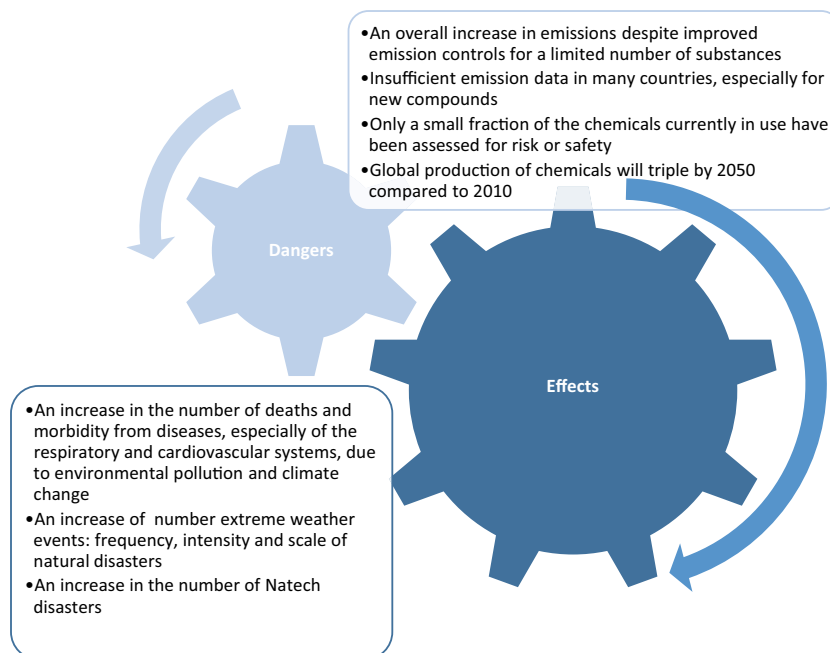 •An overall increase in emissions despite improved
emission controls for a limited number of substances
•Insufficient emission data in many countries, especially for
new compounds
•Only a small fraction of the chemicals currently in use have
been assessed for risk or safety
•Global production of chemicals will triple by 2050
compared to 2010
Dangers
Effects
•An increase in the number of deaths and
morbidity from diseases, especially of the
respiratory and cardiovascular systems, due
to environmental pollution and climate
change
•An increase of  number extreme weather
events: frequency, intensity and scale of
natural disasters
•An increase in the number of Natech
disasters